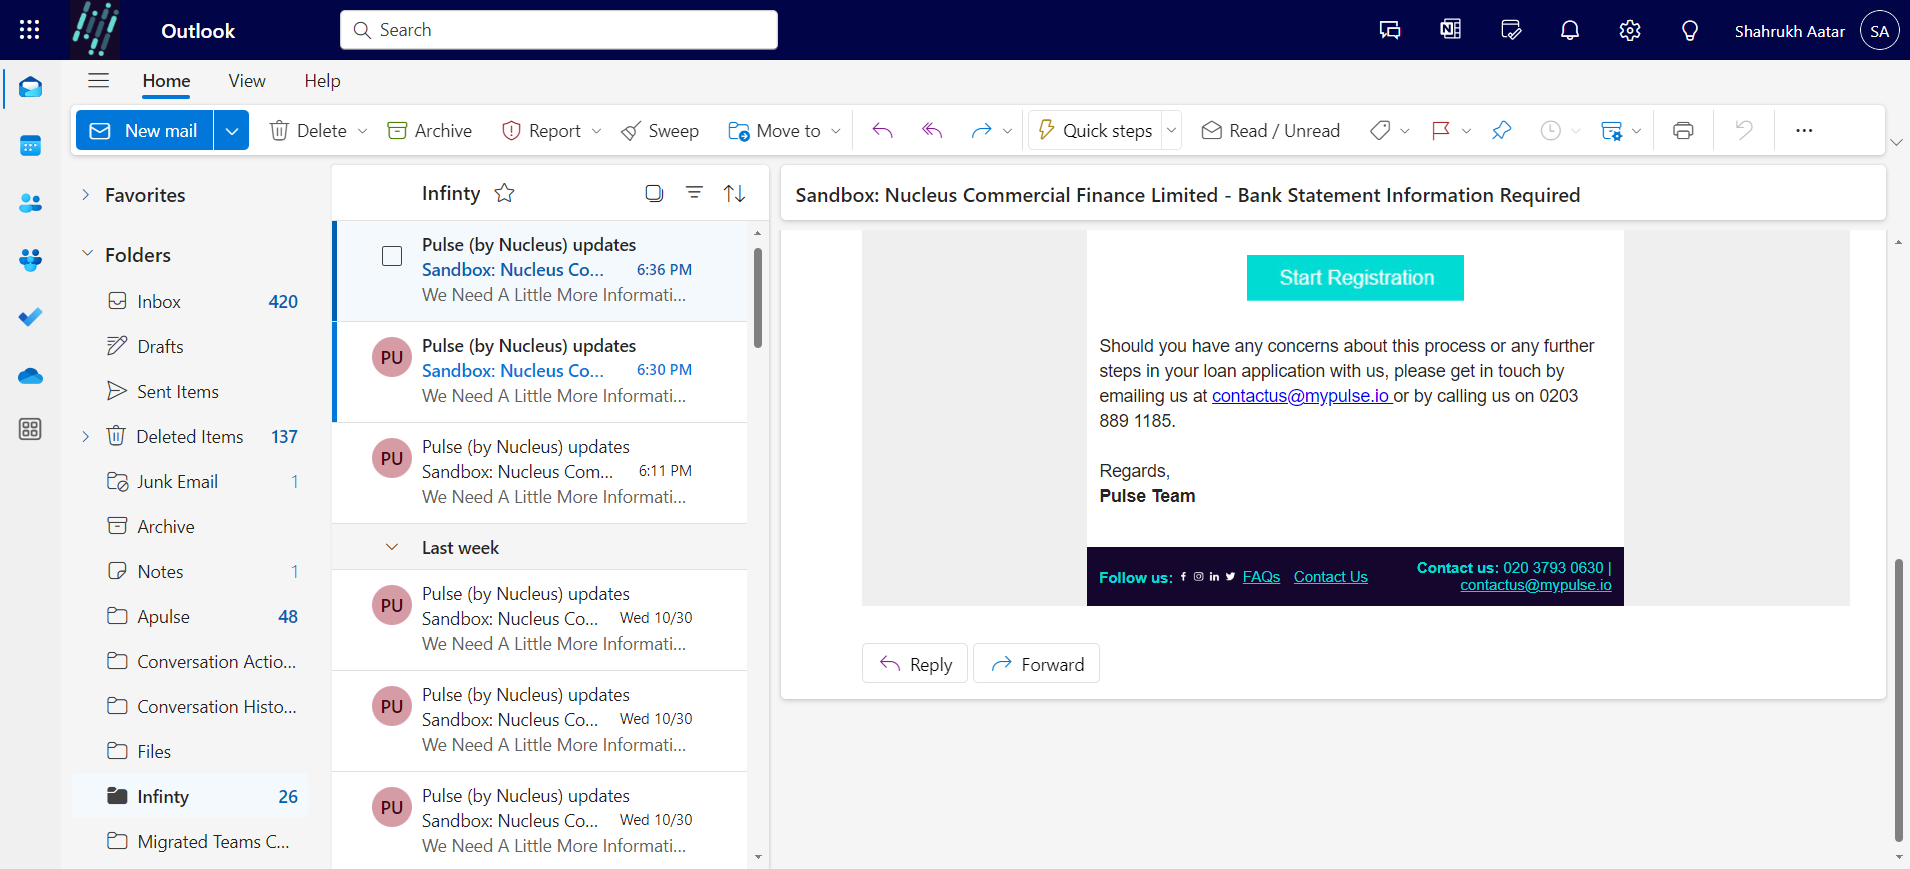 Outlook
Search
Shahrukh Aatar
SA
Home
View
Help
New mail
Delete
Archive
Report
Sweep
Move to
Quick steps
Read / Unread
Favorites
Folders
Inbox 420
Drafts
Sent Items
Deleted Items 137
Junk Email 1
Archive
Notes 1
Apulse 48
Conversation Actio...
Conversation Histo...
Files
Infinty 26
Migrated Teams C...
Infinty
Pulse (by Nucleus) updates
Sandbox: Nucleus Co... 6:36 PM
We Need A Little More Informati...
PU
Pulse (by Nucleus) updates
Sandbox: Nucleus Co... 6:30 PM
We Need A Little More Informati...
PU
Pulse (by Nucleus) updates
Sandbox: Nucleus Com... 6:11 PM
We Need A Little More Informati...
Last week
PU
Pulse (by Nucleus) updates
Sandbox: Nucleus Co... Wed 10/30
We Need A Little More Informati...
PU
Pulse (by Nucleus) updates
Sandbox: Nucleus Co... Wed 10/30
We Need A Little More Informati...
PU
Pulse (by Nucleus) updates
Sandbox: Nucleus Co... Wed 10/30
We Need A Little More Informati...
Sandbox: Nucleus Commercial Finance Limited - Bank Statement Information Required
Start Registration
Should you have any concerns about this process or any further
steps in your loan application with us, please get in touch by
emailing us at contactus@mypulse.io or by calling us on 0203
889 1185.
Regards,
Pulse Team
Follow us: FAQs Contact Us
Contact us: 020 3793 0630 |
contactus@mypulse.io
Reply
Forward